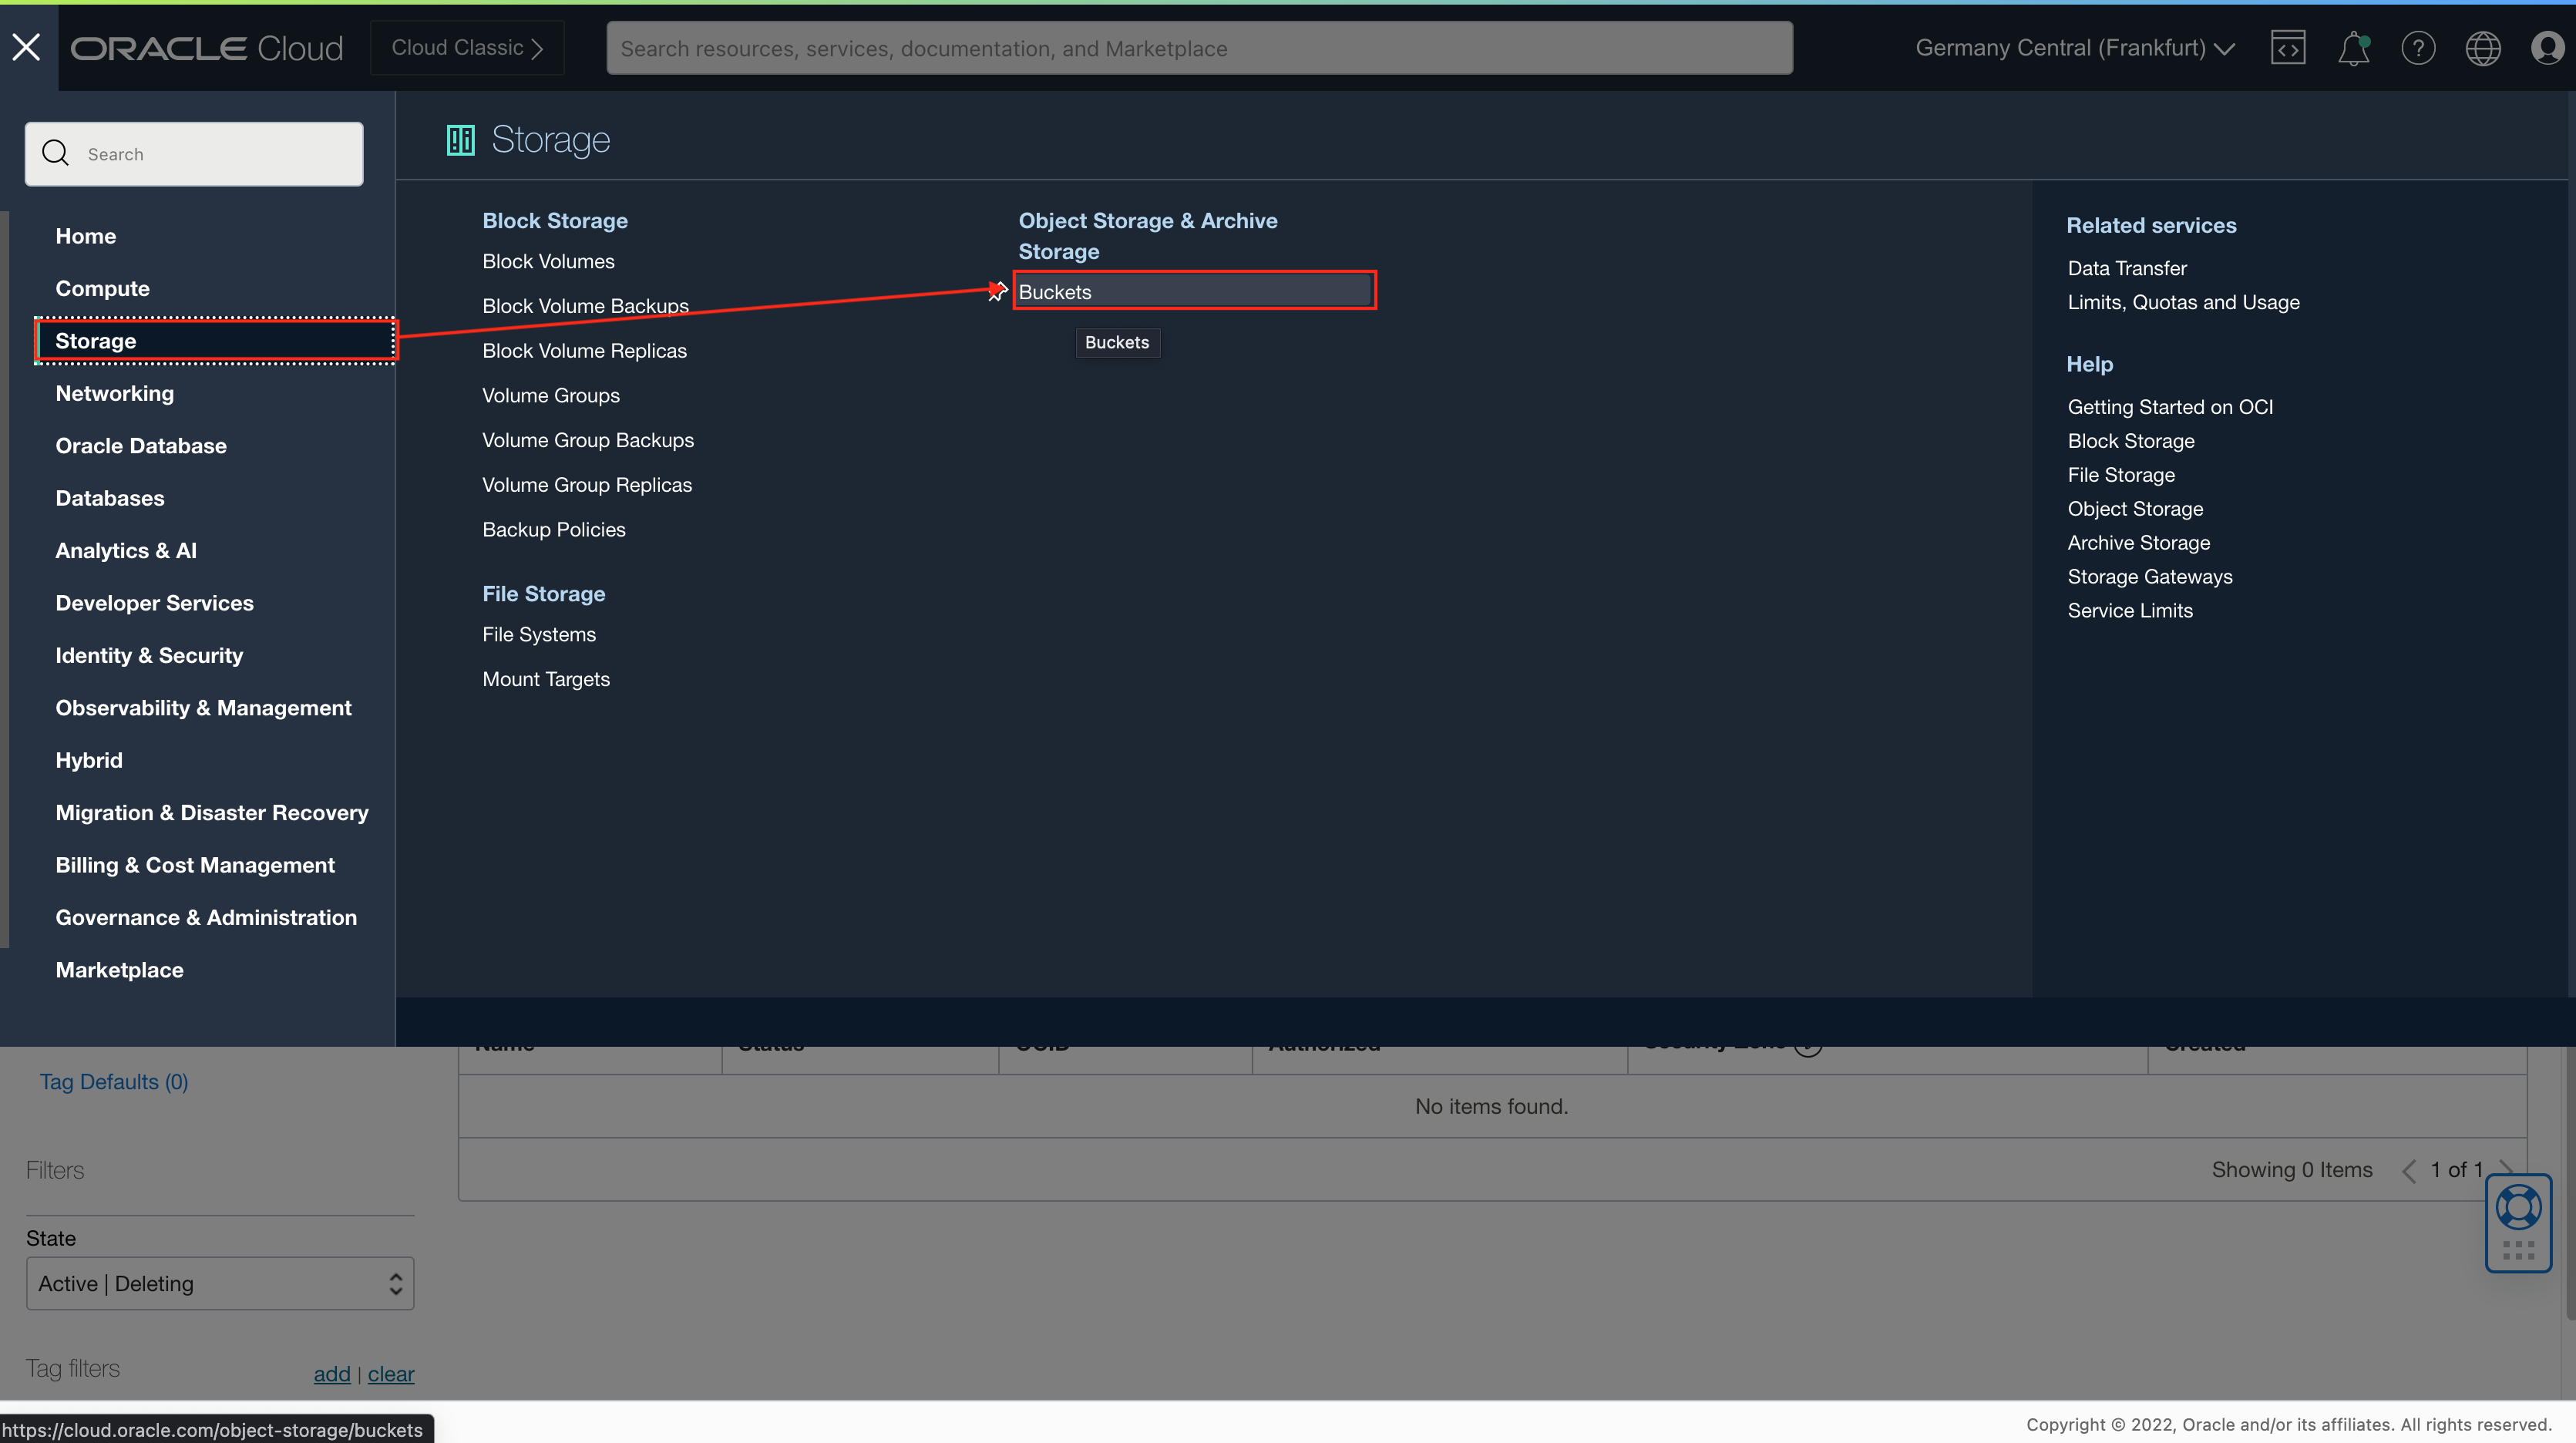 ORACLE Cloud
Cloud Classic
Search resources, services, documentation, and Marketplace
Germany Central (Frankfurt)
Search
Home
Compute
Storage
Networking
Oracle Database
Databases
Analytics & AI
Developer Services
Identity & Security
Observability & Management
Hybrid
Migration & Disaster Recovery
Billing & Cost Management
Governance & Administration
Marketplace
Storage
Block Storage
Block Volumes
Block Volume Backups
Block Volume Replicas
Volume Groups
Volume Group Backups
Volume Group Replicas
Backup Policies
File Storage
File Systems
Mount Targets
Object Storage & Archive
Storage
Buckets
Buckets
Related services
Data Transfer
Limits, Quotas and Usage
Help
Getting Started on OCI
Block Storage
File Storage
Object Storage
Archive Storage
Storage Gateways
Service Limits
Name Status OCID Authorized Security Zone Created
No items found.
Showing 0 Items 1 of 1
Tag Defaults (0)
Filters
State
Active | Deleting
Tag filters
add | clear
https://cloud.oracle.com/object-storage/buckets
Copyright © 2022, Oracle and/or its affiliates. All rights reserved.